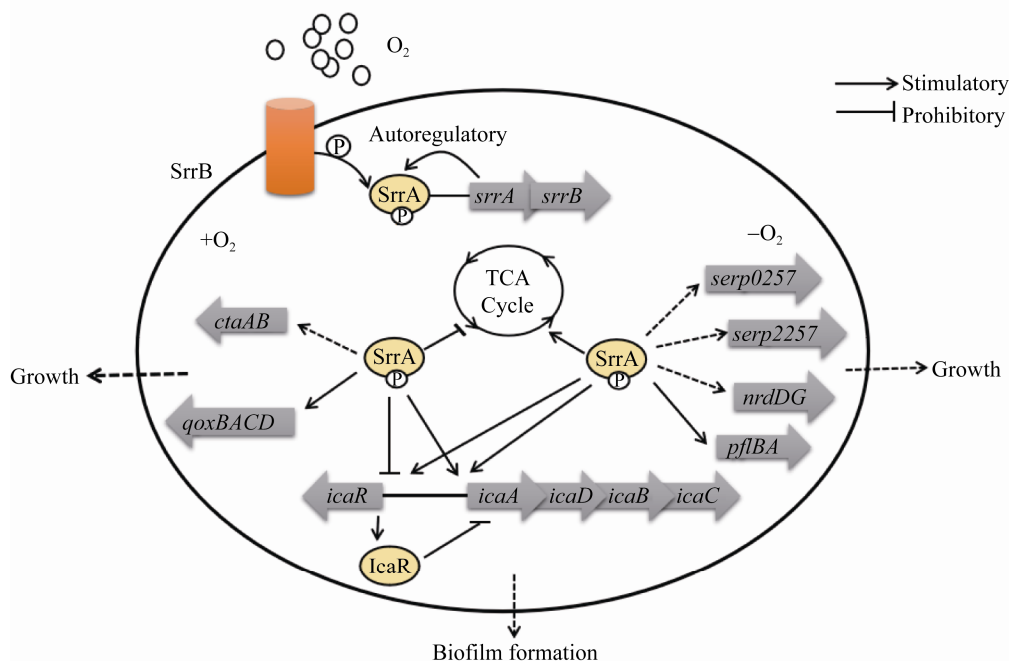 O2
Stimulatory
Prohibitory
P
Autoregulatory
SrrB
SrrA
P
srrA
srrB
+O2
–O2
TCA
Cycle
serp0257
ctaAB
serp2257
SrrA
P
SrrA
P
Growth
Growth
nrdDG
qoxBACD
pflBA
icaR
icaA
icaD
icaB
icaC
IcaR
Biofilm formation